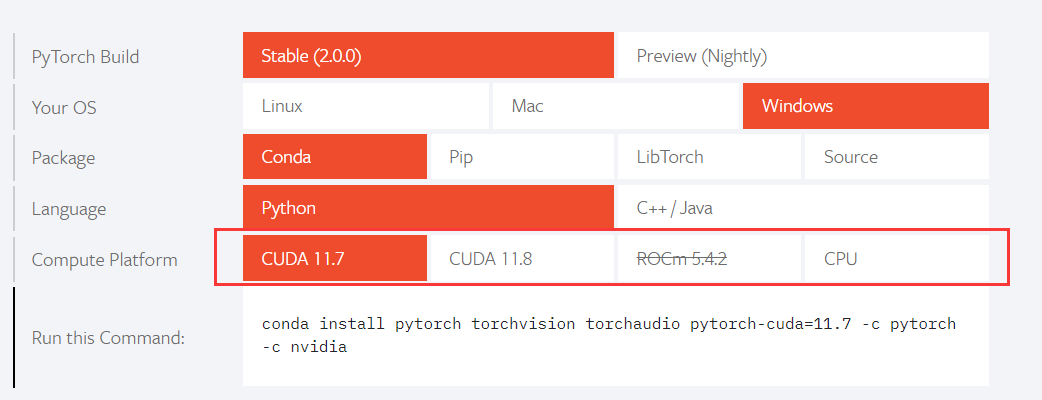 PyTorch Build Stable (2.0.0) Preview (Nightly)
Your OS Linux Mac Windows
Package Conda Pip LibTorch Source
Language Python C++ / Java
Compute Platform CUDA 11.7 CUDA 11.8 ROCm 5.4.2 CPU
Run this Command: conda install pytorch torchvision torchaudio pytorch-cuda=11.7 -c pytorch
-c nvidia